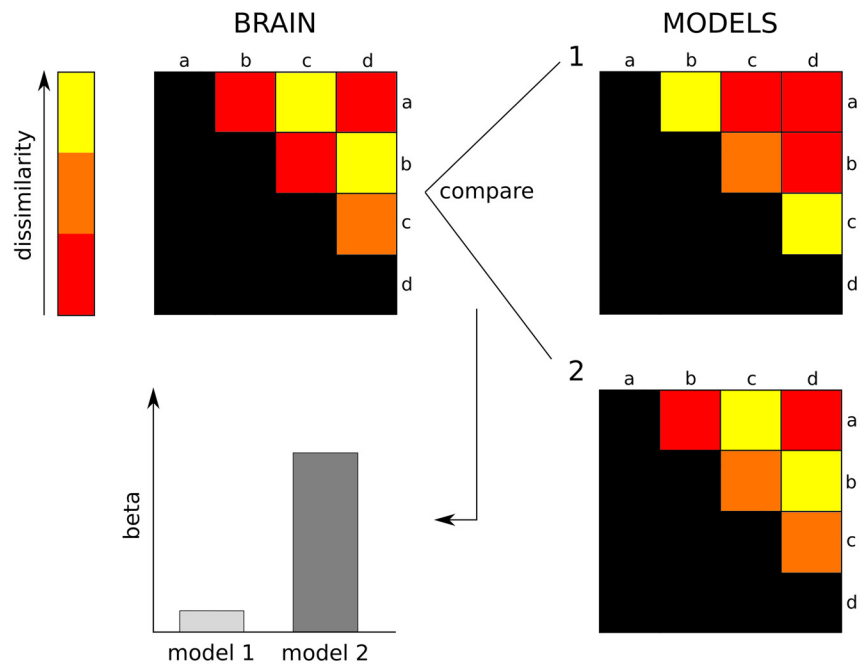 BRAIN
a b c d
a
b
c
d
dissimilarity
compare
MODELS
1
a b c d
a
b
c
d
2
a b c d
a
b
c
d
beta
model 1 model 2